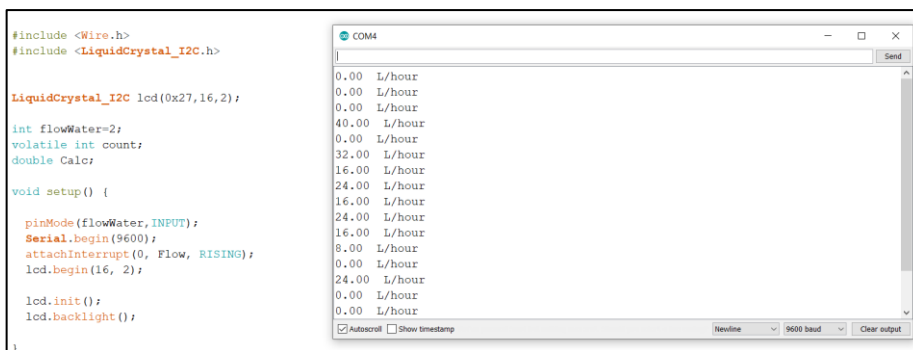 #include <Wire.h>
#include <LiquidCrystal_I2C.h>
LiquidCrystal_I2C lcd(0x27,16,2);
int flowWater=2;
volatile int count;
double Calc;
void setup() {
pinMode(flowWater,INPUT);
Serial.begin(9600);
attachInterrupt(0, Flow, RISING);
lcd.begin(16, 2);
lcd.init();
lcd.backlight();
}
COM4
Send
0.00 L/hour
0.00 L/hour
0.00 L/hour
40.00 L/hour
0.00 L/hour
32.00 L/hour
16.00 L/hour
24.00 L/hour
16.00 L/hour
24.00 L/hour
16.00 L/hour
8.00 L/hour
0.00 L/hour
24.00 L/hour
0.00 L/hour
0.00 L/hour
Autoscroll Show timestamp Newline 9600 baud Clear output